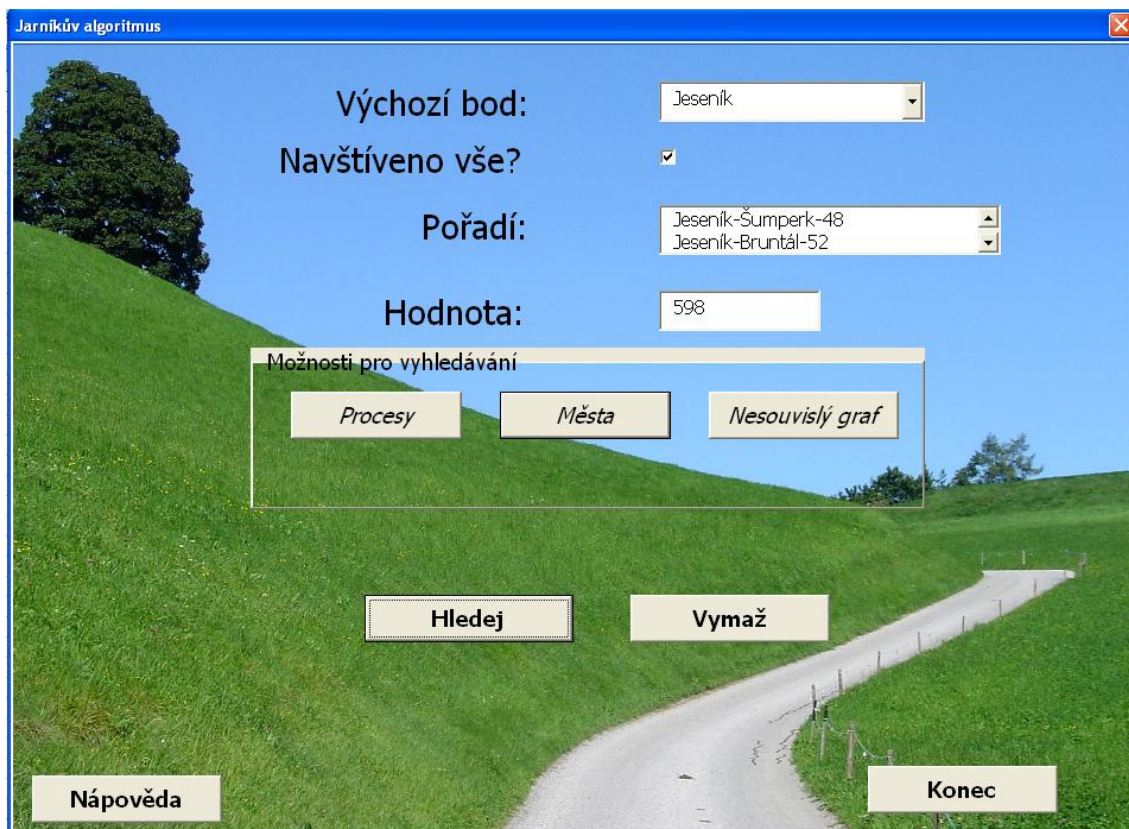 Jarníkův algoritmus
Výchozí bod:
Jeseník
Navštíveno vše?
Pořadí:
Jeseník-Šumperk-48
Jeseník-Bruntál-52
Hodnota:
598
Možnosti pro vyhledávání
Procesy
Města
Nesouvislý graf
Hledej
Vymaž
Nápověda
Konec